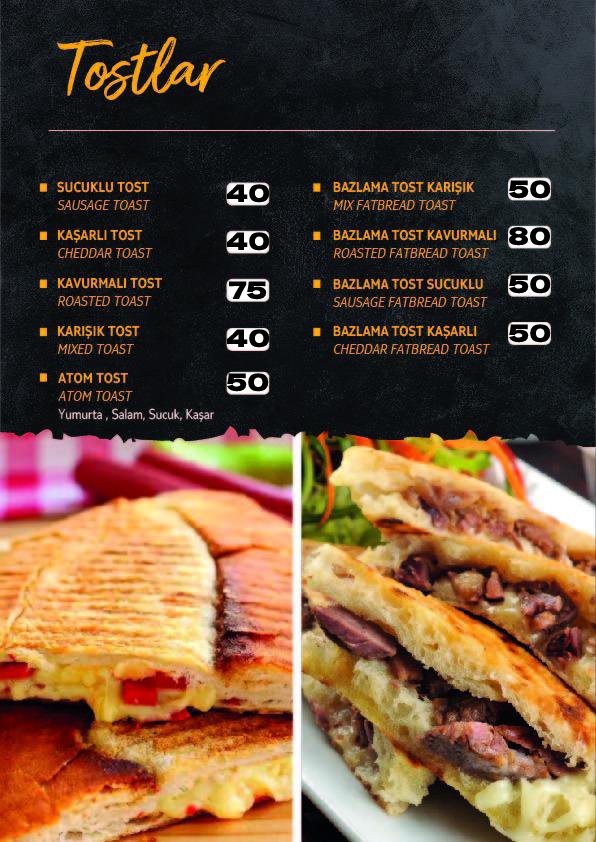 Tostlar
SUCUKLU TOST 40
SAUSAGE TOAST
KAŞARLI TOST 40
CHEDDAR TOAST
KAVURMALI TOST 75
ROASTED TOAST
KARIŞIK TOST 40
MIXED TOAST
ATOM TOST 50
ATOM TOAST
Yumurta , Salam, Sucuk, Kaşar
BAZLAMA TOST KARIŞIK 50
MIX FATBREAD TOAST
BAZLAMA TOST KAVURMALI 80
ROASTED FATBREAD TOAST
BAZLAMA TOST SUCUKLU 50
SAUSAGE FATBREAD TOAST
BAZLAMA TOST KAŞARLI 50
CHEDDAR FATBREAD TOAST